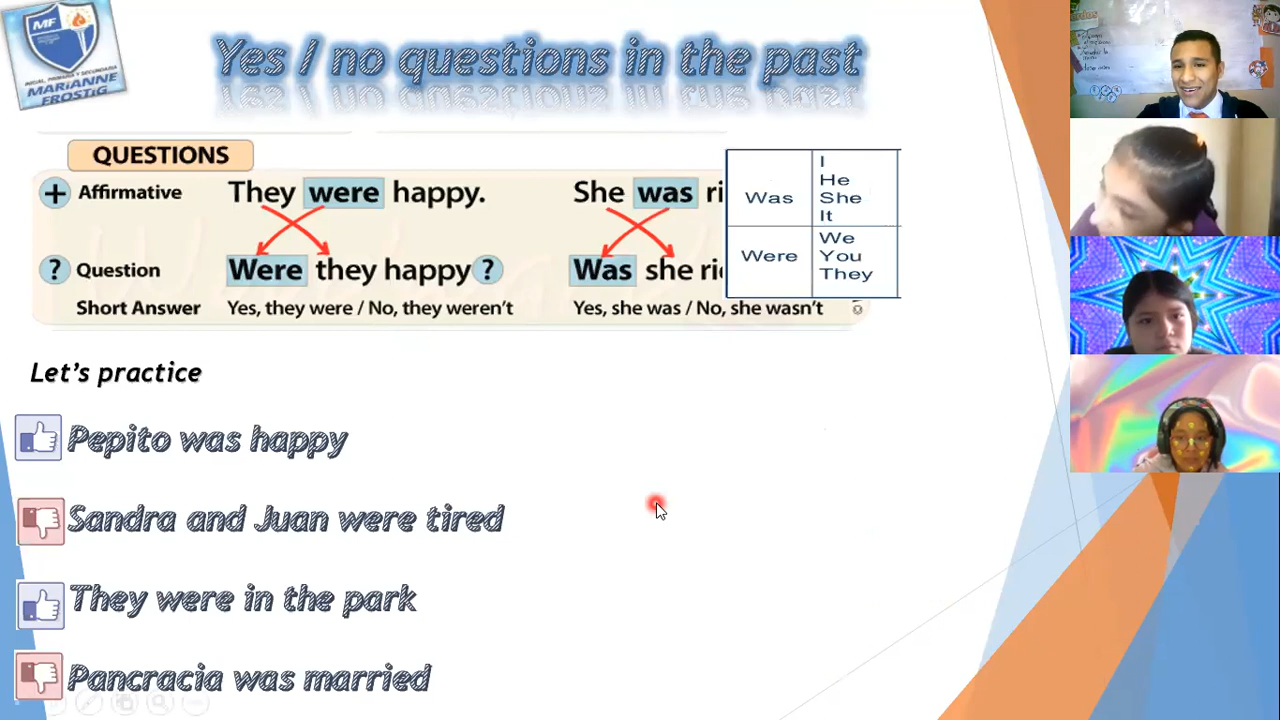 MF
INICIAL, PRIMARIA Y SECUNDARIA
MARIANNE
FROSTIG
Yes / no questions in the past
QUESTIONS
Affirmative
They were happy.
She was ri
? Question
Were they happy ?
Was she ri
Short Answer
Yes, they were / No, they weren't
Yes, she was / No, she wasn't
Was
I
He
She
It
Were
We
You
They
Let's practice
Pepito was happy
Sandra and Juan were tired
They were in the park
Pancracia was married